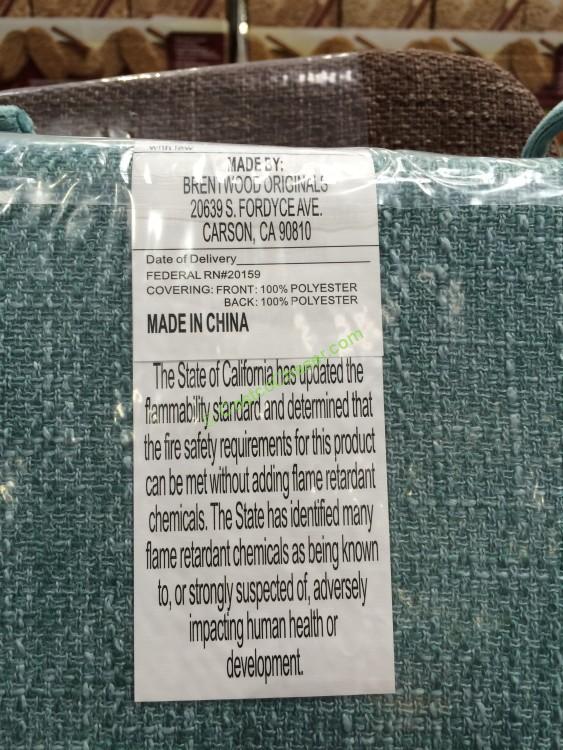 MADE BY:
BRENTWOOD ORIGINALS
20639 S. FORDYCE AVE.
CARSON, CA 90810
Date of Delivery
FEDERAL RN#20159
COVERING: FRONT: 100% POLYESTER
BACK: 100% POLYESTER
MADE IN CHINA
The State of California has updated the
flammability standard and determined that
the fire safety requirements for this product
can be met without adding flame retardant
chemicals. The State has identified many
flame retardant chemicals as being known
to, or strongly suspected of, adversely
impacting human health or
development.